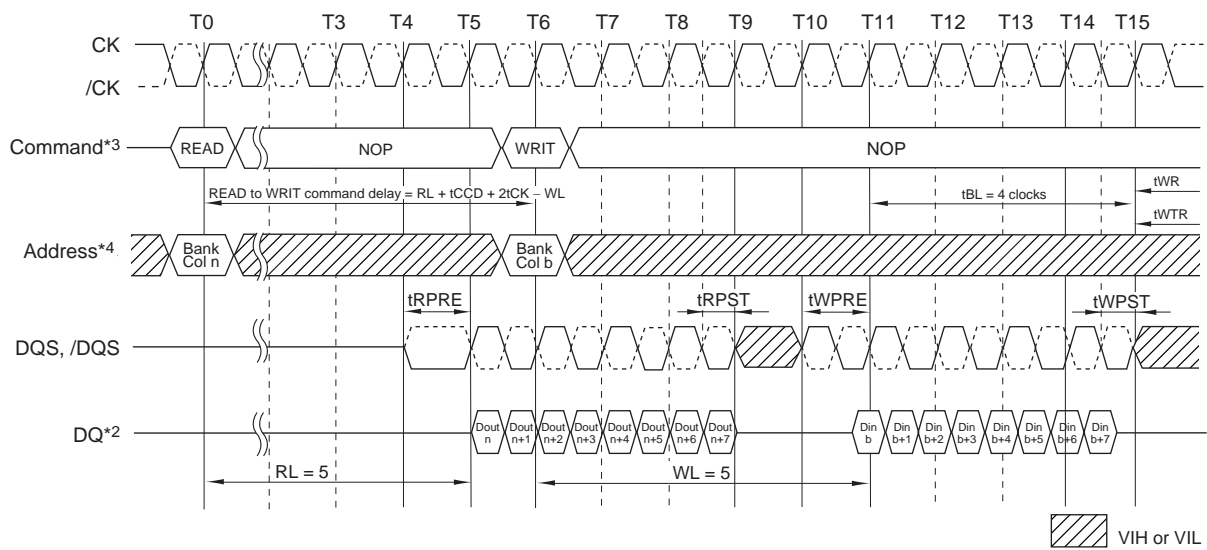 T0 T3 T4 T5 T6 T7 T8 T9 T10 T11 T12 T13 T14 T15
CK
/CK
Command*3 READ NOP WRIT NOP
READ to WRIT command delay = RL + tCCD + 2tCK − WL
tBL = 4 clocks
tWR
tWTR
Address*4
Bank
Col n
Bank
Col b
tRPRE tRPST tWPRE tWPST
DQS, /DQS
DQ*2
Dout
n
Dout
n+1
Dout
n+2
Dout
n+3
Dout
n+4
Dout
n+5
Dout
n+6
Dout
n+7
Din
b
Din
b+1
Din
b+2
Din
b+3
Din
b+4
Din
b+5
Din
b+6
Din
b+7
RL = 5 WL = 5
VIH or VIL